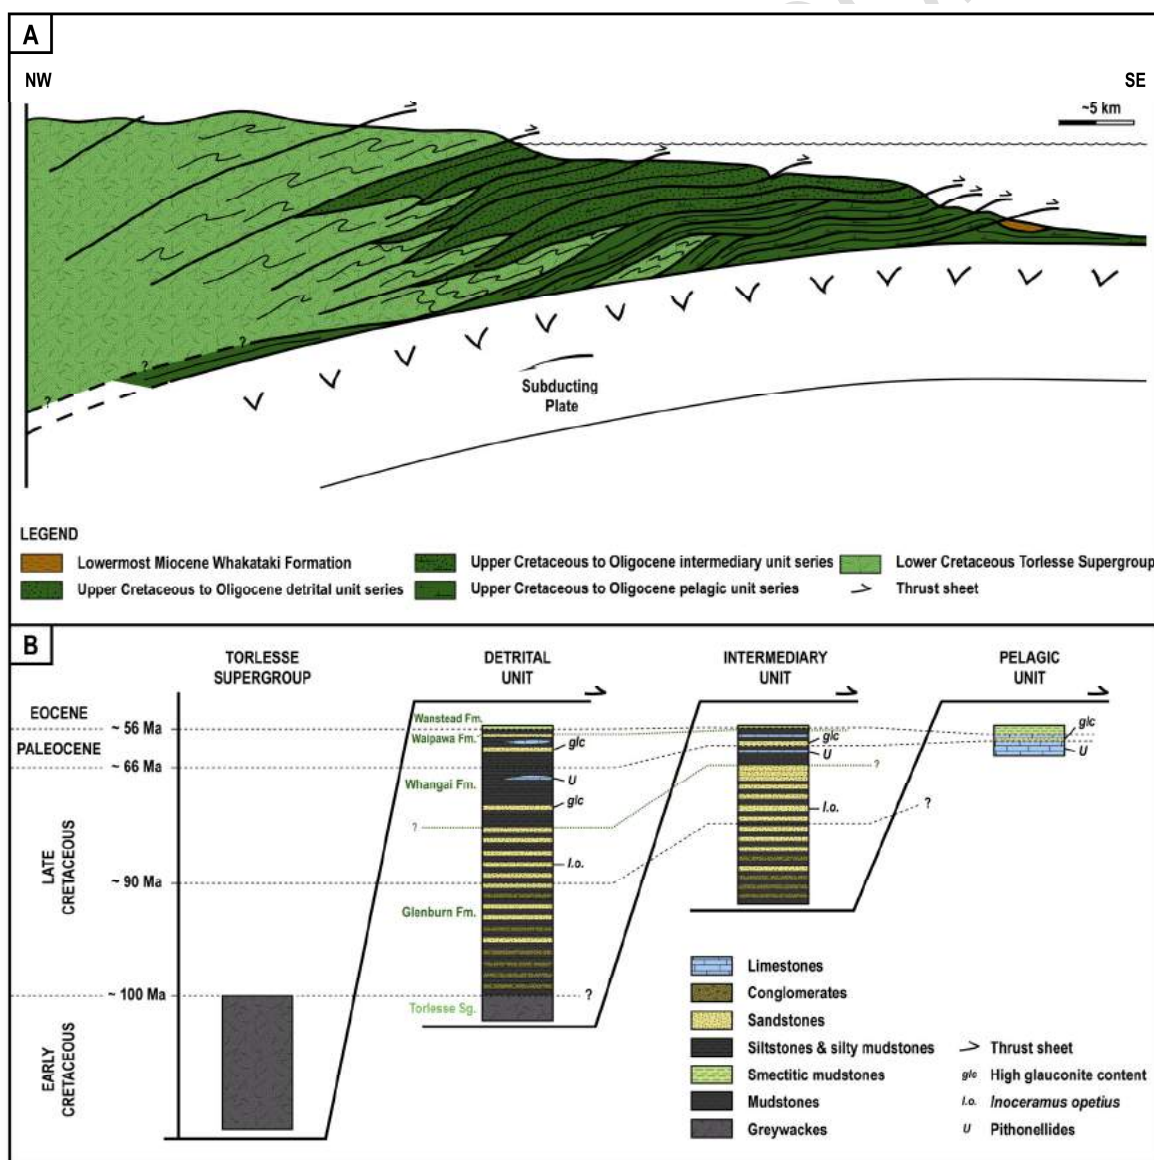 A
NW
SE
~5 km
?
?
?
Subducting
Plate
LEGEND
Lowermost Miocene Whakataki Formation
Upper Cretaceous to Oligocene intermediary unit series
Lower Cretaceous Torlesse Supergroup
Upper Cretaceous to Oligocene detrital unit series
Upper Cretaceous to Oligocene pelagic unit series
Thrust sheet
B
TORLESSE
SUPERGROUP
DETRITAL
UNIT
INTERMEDIARY
UNIT
PELAGIC
UNIT
EOCENE
~ 56 Ma
PALEOCENE
~ 66 Ma
LATE
CRETACEOUS
~ 90 Ma
~ 100 Ma
EARLY
CRETACEOUS
Wanstead Fm.
Waipawa Fm.
Whangai Fm.
?
Glenburn Fm.
Torlesse Sg.
glc
U
glc
I.o.
?
glc
U
?
I.o.
?
glc
U
Limestones
Conglomerates
Sandstones
Siltstones & silty mudstones
Smectitic mudstones
Mudstones
Greywackes
Thrust sheet
glc High glauconite content
I.o. Inoceramus opetius
U Pithonellides